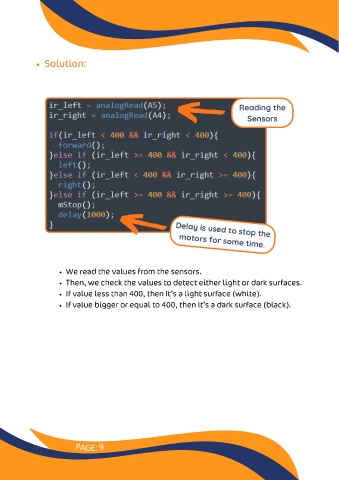 • Solution:
ir_left = analogRead(A5);
ir_right = analogRead(A4);
Reading the
Sensors
if(ir_left < 400 && ir_right < 400){
forward();
}else if (ir_left >= 400 && ir_right < 400){
left();
}else if (ir_left < 400 && ir_right >= 400){
right();
}else if (ir_left >= 400 && ir_right >= 400){
mStop();
delay(1000);
}
Delay is used to stop the
motors for some time.
• We read the values from the sensors.
• Then, we check the values to detect either light or dark surfaces.
• If value less than 400, then It's a light surface (white).
• If value bigger or equal to 400, then It's a dark surface (black).
PAGE: 9